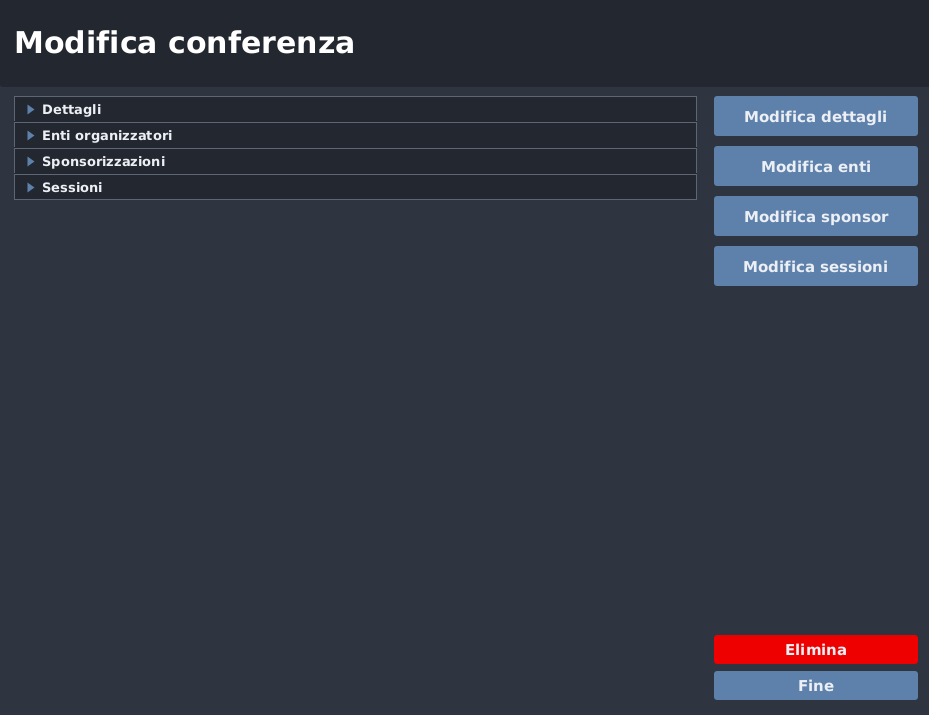 Modifica conferenza
Dettagli
Enti organizzatori
Sponsorizzazioni
Sessioni
Modifica dettagli
Modifica enti
Modifica sponsor
Modifica sessioni
Elimina
Fine